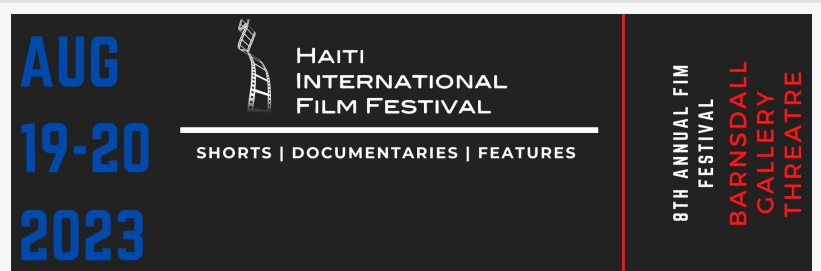 AUG
19-20
2023
HAITI
INTERNATIONAL
FILM FESTIVAL
SHORTS | DOCUMENTARIES | FEATURES
8TH ANNUAL FIM
FESTIVAL
BARNSDALL
GALLERY
THREATRE